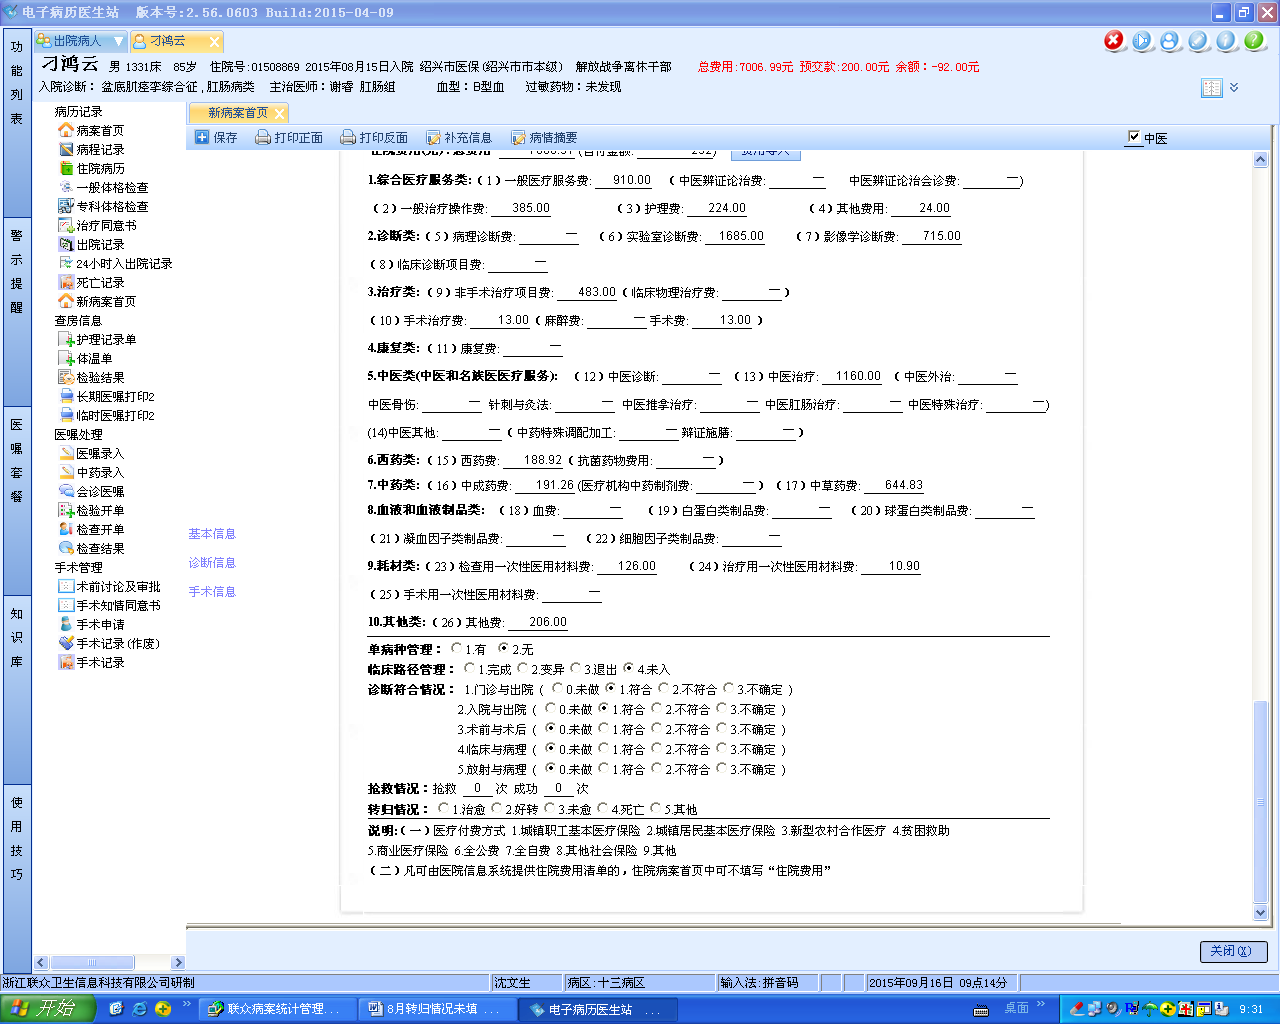 电子病历医生站 版本号:2.56.0603 Build:2015-04-09
出院病人 刁鸿云
刁鸿云 男 1331床 85岁 住院号:01508869 2015年08月15日入院 绍兴市医保(绍兴市市本级) 解放战争离休干部 总费用:7006.99元 预交款:200.00元 余额:-92.00元
入院诊断: 盆底肌痉挛综合征,肛肠病类 主治医师:谢睿 肛肠组 血型:B型血 过敏药物:未发现
功能列表
警示提醒
医嘱套餐
知识库
使用技巧
病历记录
病案首页
病程记录
住院病历
一般体格检查
专科体格检查
治疗同意书
出院记录
24小时入出院记录
死亡记录
新病案首页
查房信息
护理记录单
体温单
检验结果
长期医嘱打印2
临时医嘱打印2
医嘱处理
医嘱录入
中药录入
会诊医嘱
检验开单
检查开单
检查结果
手术管理
术前讨论及审批
手术知情同意书
手术申请
手术记录(作废)
手术记录
新病案首页
保存 打印正面 打印反面 补充信息 病情摘要 中医
基本信息
诊断信息
手术信息
1.综合医疗服务类:(1)一般医疗服务费: 910.00 (中医辨证论治费: — 中医辨证论治会诊费: —)
(2)一般治疗操作费: 385.00 (3)护理费: 224.00 (4)其他费用: 24.00
2.诊断类:(5)病理诊断费: — (6)实验室诊断费: 1685.00 (7)影像学诊断费: 715.00
(8)临床诊断项目费: —
3.治疗类:(9)非手术治疗项目费: 483.00 (临床物理治疗费: —)
(10)手术治疗费: 13.00 (麻醉费: — 手术费: 13.00 )
4.康复类:(11)康复费: —
5.中医类(中医和名族医医疗服务): (12)中医诊断: — (13)中医治疗: 1160.00 (中医外治: —
中医骨伤: — 针刺与灸法: — 中医推拿治疗: — 中医肛肠治疗: — 中医特殊治疗: —)
(14)中医其他: — (中药特殊调配加工: — 辩证施膳: —)
6.西药类:(15)西药费: 188.92 (抗菌药物费用: —)
7.中药类:(16)中成药费: 191.26 (医疗机构中药制剂费: —) (17)中草药费: 644.83
8.血液和血液制品类: (18)血费: — (19)白蛋白类制品费: — (20)球蛋白类制品费: —
(21)凝血因子类制品费: — (22)细胞因子类制品费: —
9.耗材类:(23)检查用一次性医用材料费: 126.00 (24)治疗用一次性医用材料费: 10.90
(25)手术用一次性医用材料费: —
10.其他类:(26)其他费: 206.00
单病种管理: 1.有 2.无
临床路径管理: 1.完成 2.变异 3.退出 4.未入
诊断符合情况: 1.门诊与出院 ( 0.未做 1.符合 2.不符合 3.不确定 )
2.入院与出院 ( 0.未做 1.符合 2.不符合 3.不确定 )
3.术前与术后 ( 0.未做 1.符合 2.不符合 3.不确定 )
4.临床与病理 ( 0.未做 1.符合 2.不符合 3.不确定 )
5.放射与病理 ( 0.未做 1.符合 2.不符合 3.不确定 )
抢救情况:抢救 0 次 成功 0 次
转归情况: 1.治愈 2.好转 3.未愈 4.死亡 5.其他
说明:(一)医疗付费方式 1.城镇职工基本医疗保险 2.城镇居民基本医疗保险 3.新型农村合作医疗 4.贫困救助
5.商业医疗保险 6.全公费 7.全自费 8.其他社会保险 9.其他
(二)凡可由医院信息系统提供住院费用清单的,住院病案首页中可不填写“住院费用”
关闭(X)
浙江联众卫生信息科技有限公司研制 沈文生 病区:十三病区 输入法:拼音码 2015年09月16日 09点14分
开始 联众病案统计管理... 8月转归情况未填 ... 电子病历医生站 ... 桌面 9:31